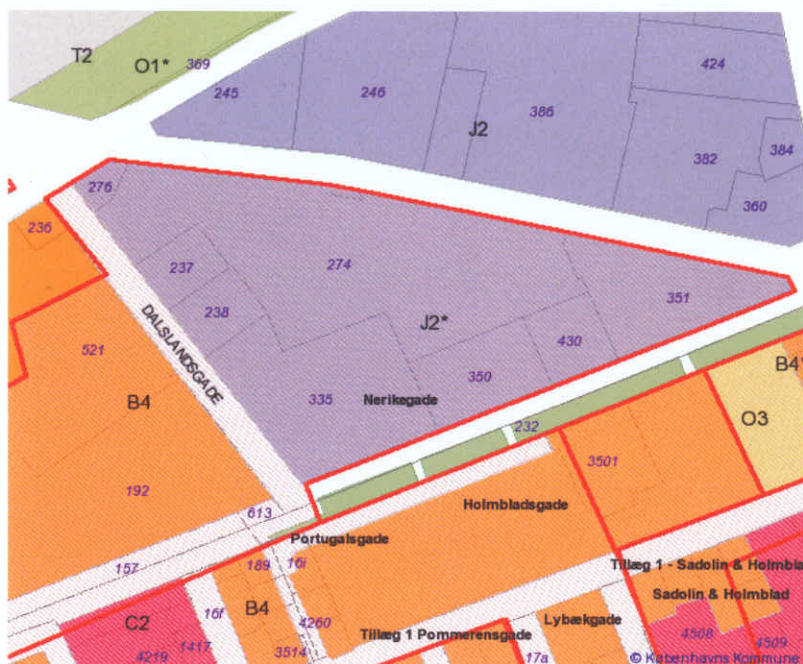 T2
O1*
369
245
246
386
424
J2
382
384
360
276
236
237
274
238
351
J2*
521
DALSLANDSGADE
430
350
B4
335
Nerikegade
B4*
O3
232
3501
192
Holmbladsgade
613
Portugalsgade
157
189
16i
Tillæg 1 - Sadolin & Holmbla
Sadolin & Holmblad
16f
B4
C2
4260
Lybækgade
Tillæg 1 Pommerensgade
1417
4219
3514
17a
4508
4509
© Københavns Kommune